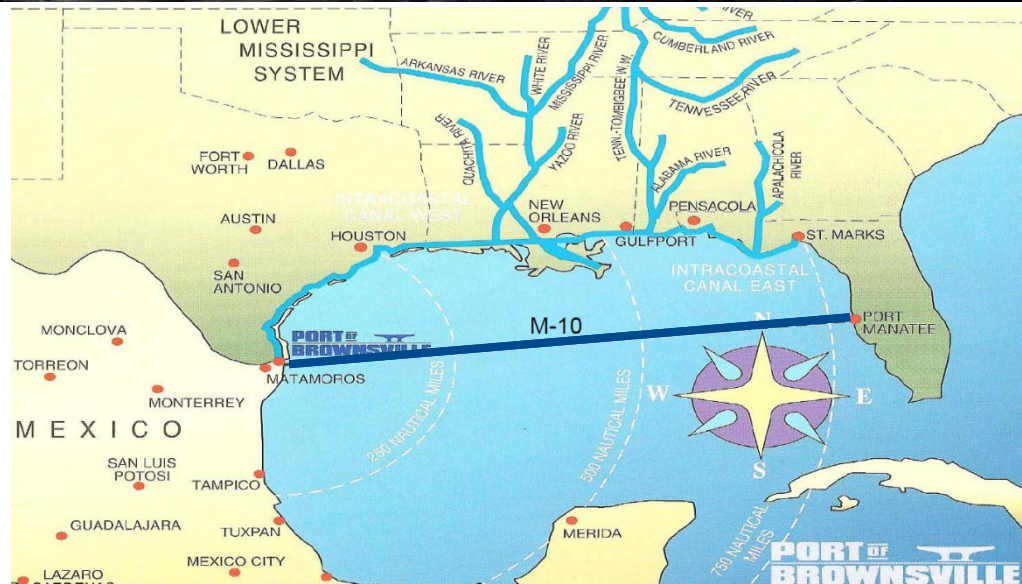 LOWER
MISSISSIPPI
SYSTEM
ARKANSAS RIVER
WHITE RIVER
MISSISSIPPI RIVER
RIVER
CUMBERLAND RIVER
TENNESSEE RIVER
TENN.-TOMBIGBEE W.W.
OUACHITA RIVER
YAZOO RIVER
ALABAMA RIVER
APALACHICOLA
RIVER
FORT
WORTH
DALLAS
INTRACOASTAL
CANAL WEST
AUSTIN
HOUSTON
NEW
ORLEANS
PENSACOLA
GULFPORT
ST. MARKS
SAN
ANTONIO
INTRACOASTAL
CANAL EAST
MONCLOVA
PORT OF
BROWNSVILLE
M-10
N
PORT
MANATEE
TORREON
MATAMOROS
MONTERREY
W
E
S
250 NAUTICAL MILES
500 NAUTICAL MILES
750 NAUTICAL
MILES
MEXICO
SAN LUIS
POTOSI
TAMPICO
GUADALAJARA
TUXPAN
MERIDA
MEXICO CITY
LAZARO
PORT OF
BROWNSVILLE